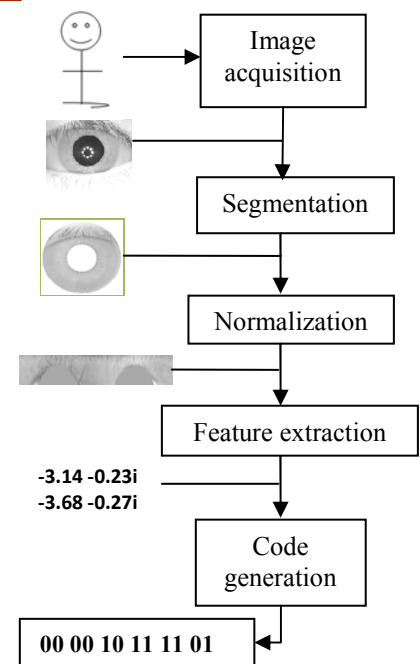 Image
acquisition
Segmentation
Normalization
Feature extraction
-3.14 -0.23i
-3.68 -0.27i
Code
generation
00 00 10 11 11 01